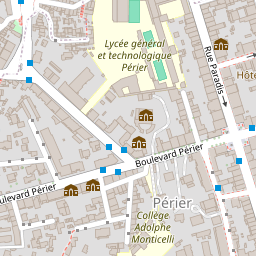 Lycée général
et technologique
Périer
Rue Paradis
Hôte
Boulevard Périer
Boulevard Périer
Périer
Collège
Adolphe
Monticelli